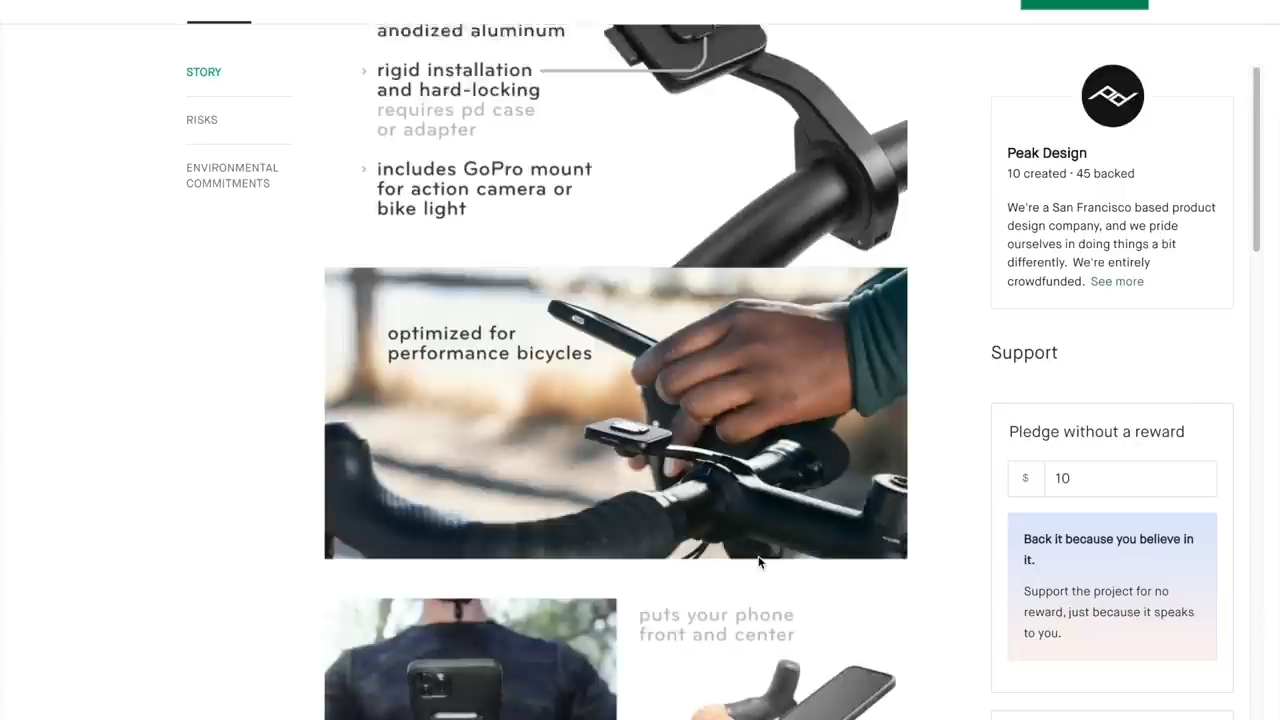 STORY
RISKS
ENVIRONMENTAL
COMMITMENTS
anodized aluminum
› rigid installation
and hard-locking
requires pd case
or adapter
› includes GoPro mount
for action camera or
bike light
optimized for
performance bicycles
puts your phone
front and center
Peak Design
10 created · 45 backed
We're a San Francisco based product
design company, and we pride
ourselves in doing things a bit
differently. We're entirely
crowdfunded. See more
Support
Pledge without a reward
$ 10
Back it because you believe in
it.
Support the project for no
reward, just because it speaks
to you.